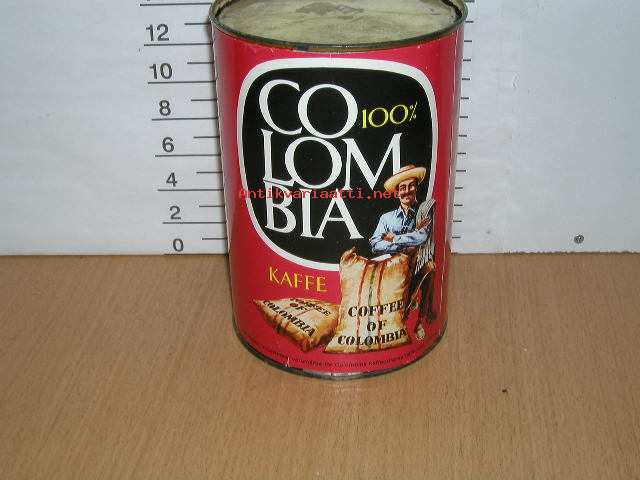 12
10
8
6
4
2
0
CO
LOM
BIA
100%
Antikvariaatti.net
KAFFE
COFFEE
OF
COLOMBIA
COFFEE
OF
COLOMBIA